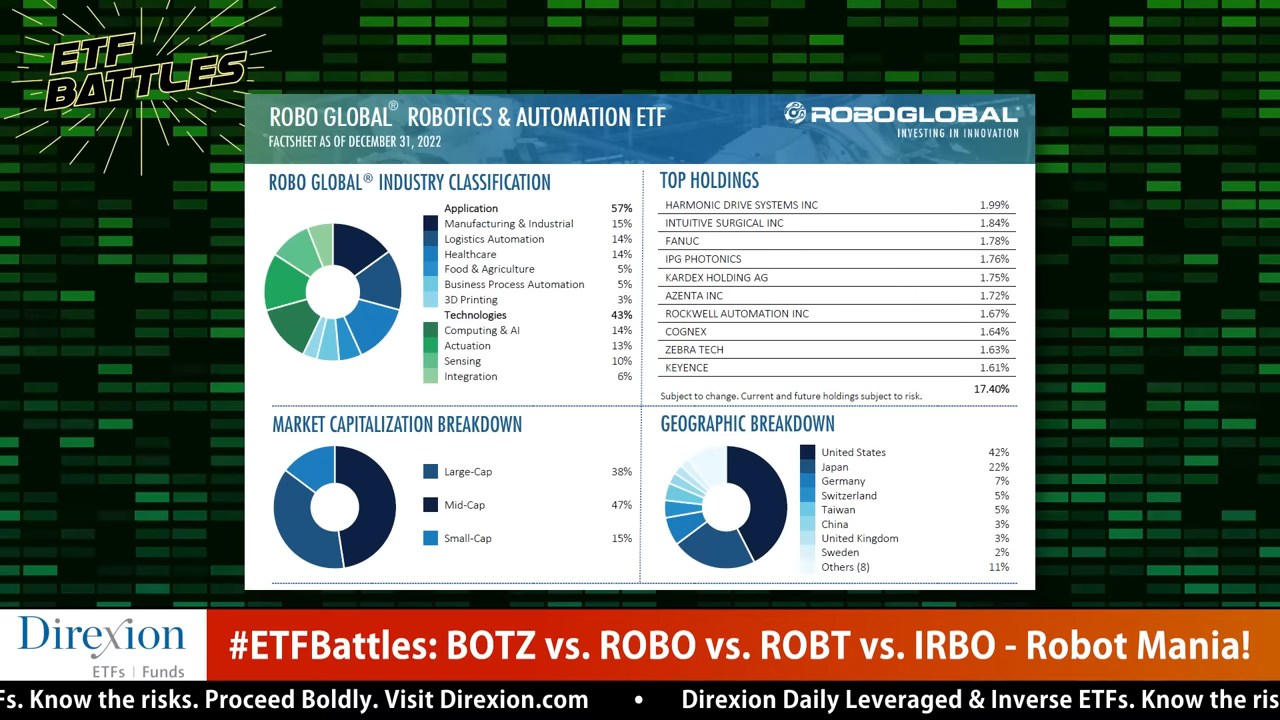 ETF
BATTLES
ROBO GLOBAL® ROBOTICS & AUTOMATION ETF
FACTSHEET AS OF DECEMBER 31, 2022
ROBOGLOBAL®
INVESTING IN INNOVATION
ROBO GLOBAL® INDUSTRY CLASSIFICATION
Application 57%
Manufacturing & Industrial 15%
Logistics Automation 14%
Healthcare 14%
Food & Agriculture 5%
Business Process Automation 5%
3D Printing 3%
Technologies 43%
Computing & AI 14%
Actuation 13%
Sensing 10%
Integration 6%
TOP HOLDINGS
HARMONIC DRIVE SYSTEMS INC 1.99%
INTUITIVE SURGICAL INC 1.84%
FANUC 1.78%
IPG PHOTONICS 1.76%
KARDEX HOLDING AG 1.75%
AZENTA INC 1.72%
ROCKWELL AUTOMATION INC 1.67%
COGNEX 1.64%
ZEBRA TECH 1.63%
KEYENCE 1.61%
17.40%
Subject to change. Current and future holdings subject to risk.
MARKET CAPITALIZATION BREAKDOWN
Large-Cap 38%
Mid-Cap 47%
Small-Cap 15%
GEOGRAPHIC BREAKDOWN
United States 42%
Japan 22%
Germany 7%
Switzerland 5%
Taiwan 5%
China 3%
United Kingdom 3%
Sweden 2%
Others (8) 11%
Direxion
ETFs | Funds
#ETFBattles: BOTZ vs. ROBO vs. ROBT vs. IRBO - Robot Mania!
Fs. Know the risks. Proceed Boldly. Visit Direxion.com • Direxion Daily Leveraged & Inverse ETFs. Know the ris